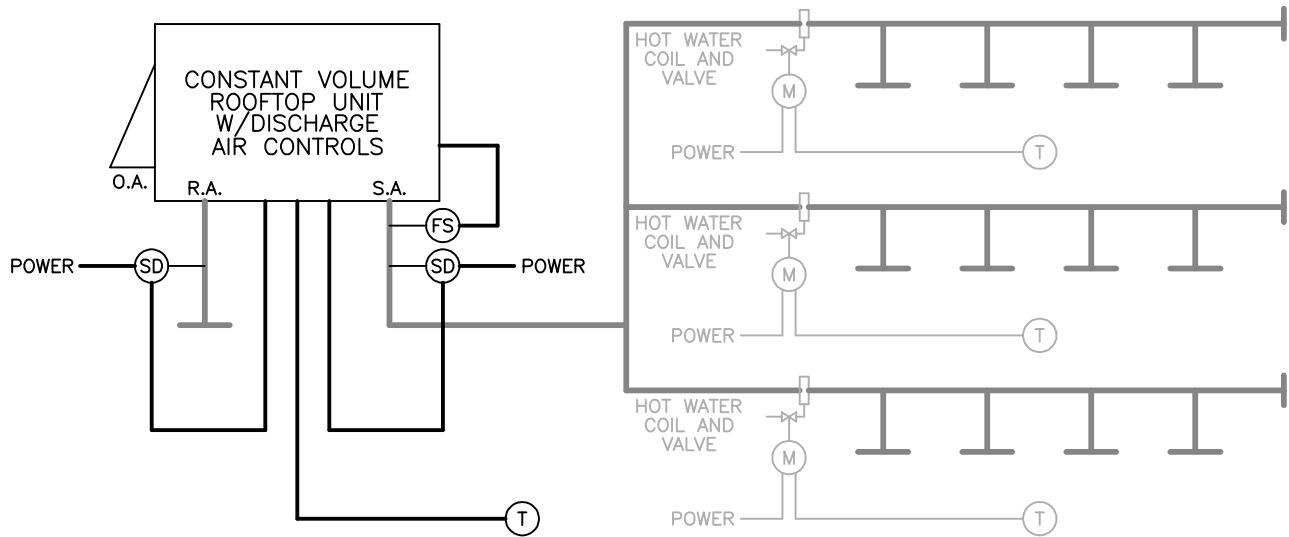 CONSTANT VOLUME
ROOFTOP UNIT
W/DISCHARGE
AIR CONTROLS
O.A.
R.A.
S.A.
FS
POWER
SD
SD
POWER
T
HOT WATER
COIL AND
VALVE
M
POWER
T
HOT WATER
COIL AND
VALVE
M
POWER
T
HOT WATER
COIL AND
VALVE
M
POWER
T